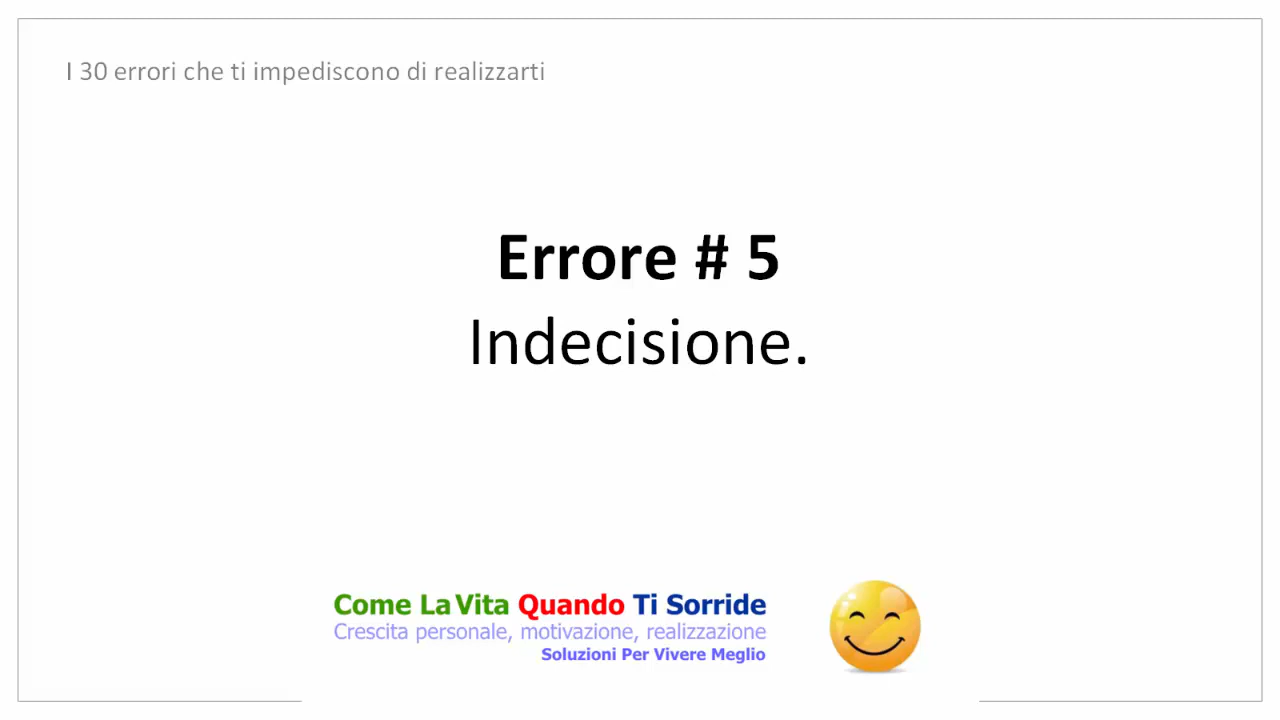 I 30 errori che ti impediscono di realizzarti
Errore # 5
Indecisione.
Come La Vita Quando Ti Sorride
Crescita personale, motivazione, realizzazione
Soluzioni Per Vivere Meglio